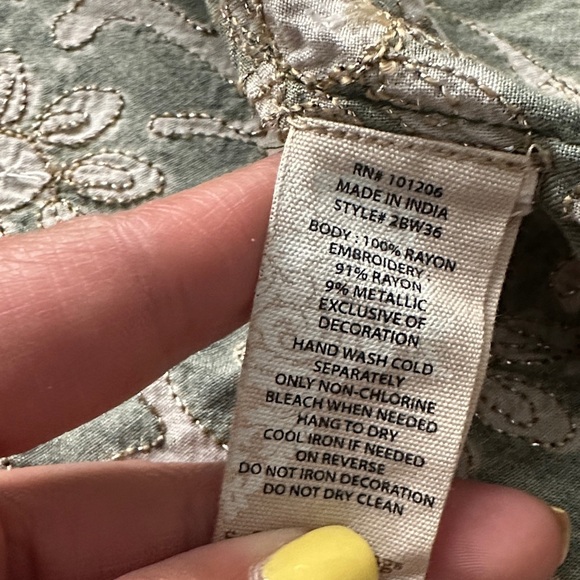 RN# 101206
MADE IN INDIA
STYLE# 2BW36
BODY : 100% RAYON
EMBROIDERY
91% RAYON
9% METALLIC
EXCLUSIVE OF
DECORATION
HAND WASH COLD
SEPARATELY
ONLY NON-CHLORINE
BLEACH WHEN NEEDED
HANG TO DRY
COOL IRON IF NEEDED
ON REVERSE
DO NOT IRON DECORATION
DO NOT DRY CLEAN